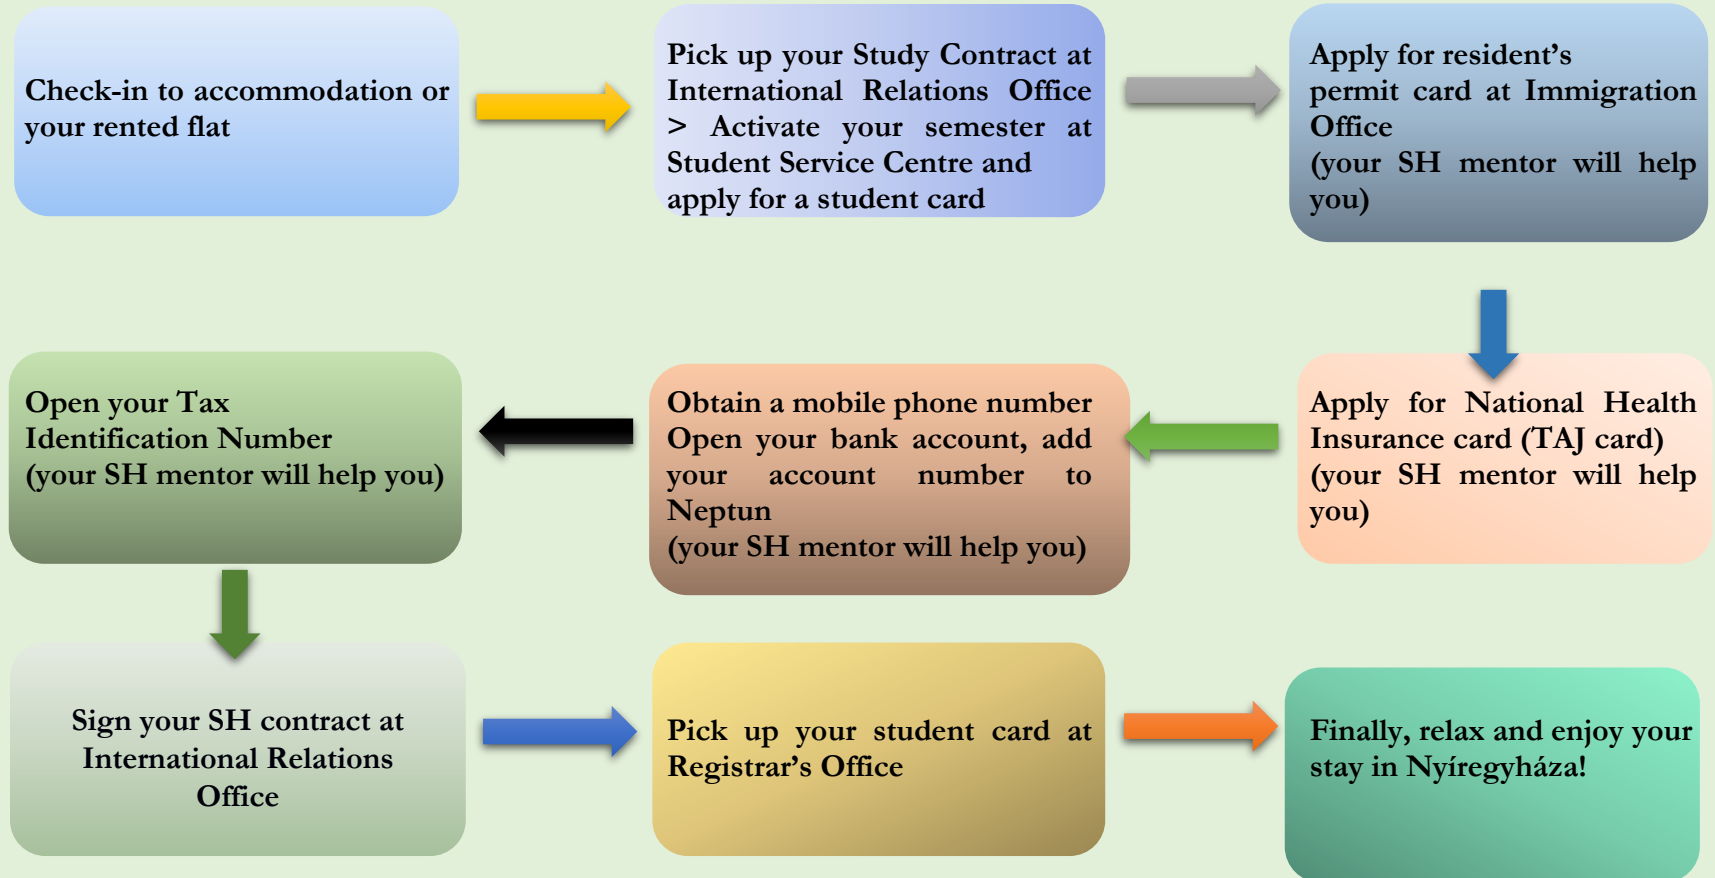 Check-in to accommodation or
your rented flat
Pick up your Study Contract at
International Relations Office
> Activate your semester at
Student Service Centre and
apply for a student card
Apply for resident’s
permit card at Immigration
Office
(your SH mentor will help
you)
Apply for National Health
Insurance card (TAJ card)
(your SH mentor will help
you)
Obtain a mobile phone number
Open your bank account, add
your account number to
Neptun
(your SH mentor will help you)
Open your Tax
Identification Number
(your SH mentor will help you)
Sign your SH contract at
International Relations
Office
Pick up your student card at
Registrar’s Office
Finally, relax and enjoy your
stay in Nyíregyháza!